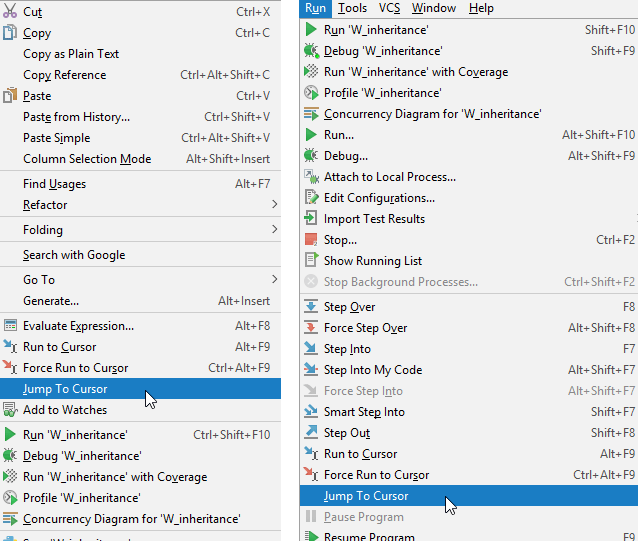 Cut Ctrl+X
Copy Ctrl+C
Copy as Plain Text
Copy Reference Ctrl+Alt+Shift+C
Paste Ctrl+V
Paste from History... Ctrl+Shift+V
Paste Simple Ctrl+Alt+Shift+V
Column Selection Mode Alt+Shift+Insert
Find Usages Alt+F7
Refactor
Folding
Search with Google
Go To
Generate... Alt+Insert
Evaluate Expression... Alt+F8
Run to Cursor Alt+F9
Force Run to Cursor Ctrl+Alt+F9
Jump To Cursor
Add to Watches
Run 'W_inheritance' Ctrl+Shift+F10
Debug 'W_inheritance'
Run 'W_inheritance' with Coverage
Profile 'W_inheritance'
Concurrency Diagram for 'W_inheritance'
Run Tools VCS Window Help
Run 'W_inheritance' Shift+F10
Debug 'W_inheritance' Shift+F9
Run 'W_inheritance' with Coverage
Profile 'W_inheritance'
Concurrency Diagram for 'W_inheritance'
Run... Alt+Shift+F10
Debug... Alt+Shift+F9
Attach to Local Process...
Edit Configurations...
Import Test Results
Stop... Ctrl+F2
Show Running List
Stop Background Processes... Ctrl+Shift+F2
Step Over F8
Force Step Over Alt+Shift+F8
Step Into F7
Step Into My Code Alt+Shift+F7
Force Step Into Alt+Shift+F7
Smart Step Into Shift+F7
Step Out Shift+F8
Run to Cursor Alt+F9
Force Run to Cursor Ctrl+Alt+F9
Jump To Cursor
Pause Program
Resume Program F9